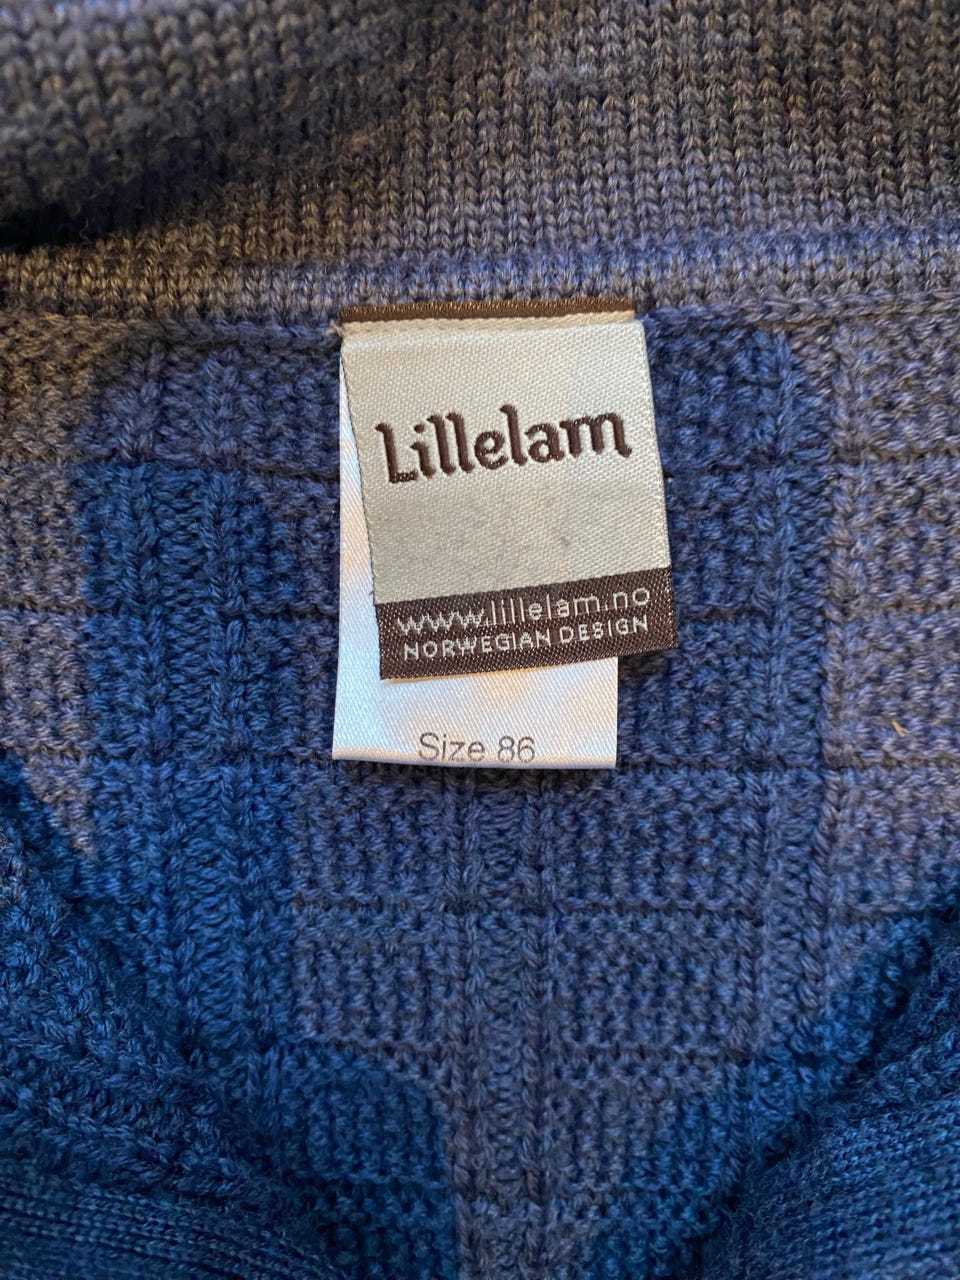 Lillelam
www.lillelam.no
NORWEGIAN DESIGN
Size 86